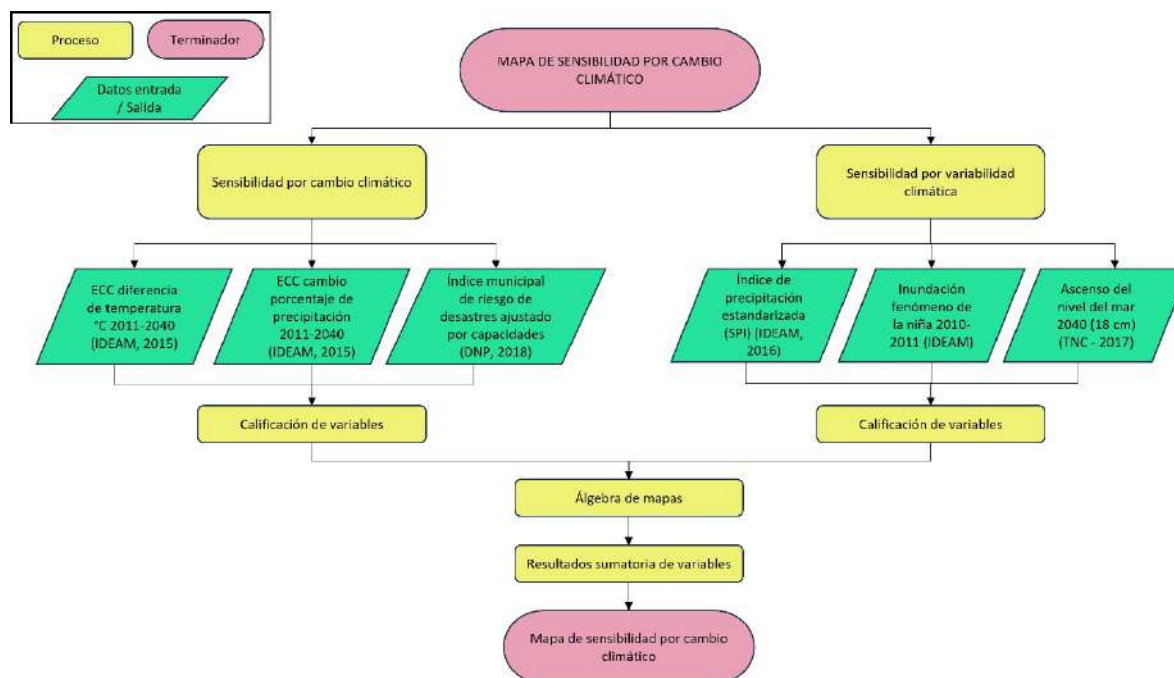 Proceso
Terminador
Datos entrada
/ Salida
MAPA DE SENSIBILIDAD POR CAMBIO
CLIMÁTICO
Sensibilidad por cambio climático
Sensibilidad por variabilidad
climática
ECC diferencia
de temperatura
°C 2011-2040
(IDEAM, 2015)
ECC cambio
porcentaje de
precipitación
2011-2040
(IDEAM, 2015)
Índice municipal
de riesgo de
desastres ajustado
por capacidades
(DNP, 2018)
Índice de
precipitación
estandarizada
(SPI) (IDEAM,
2016)
Inundación
fenómeno de
la niña 2010-
2011 (IDEAM)
Ascenso del
nivel del mar
2040 (18 cm)
(TNC - 2017)
Calificación de variables
Calificación de variables
Álgebra de mapas
Resultados sumatoria de variables
Mapa de sensibilidad por cambio
climático